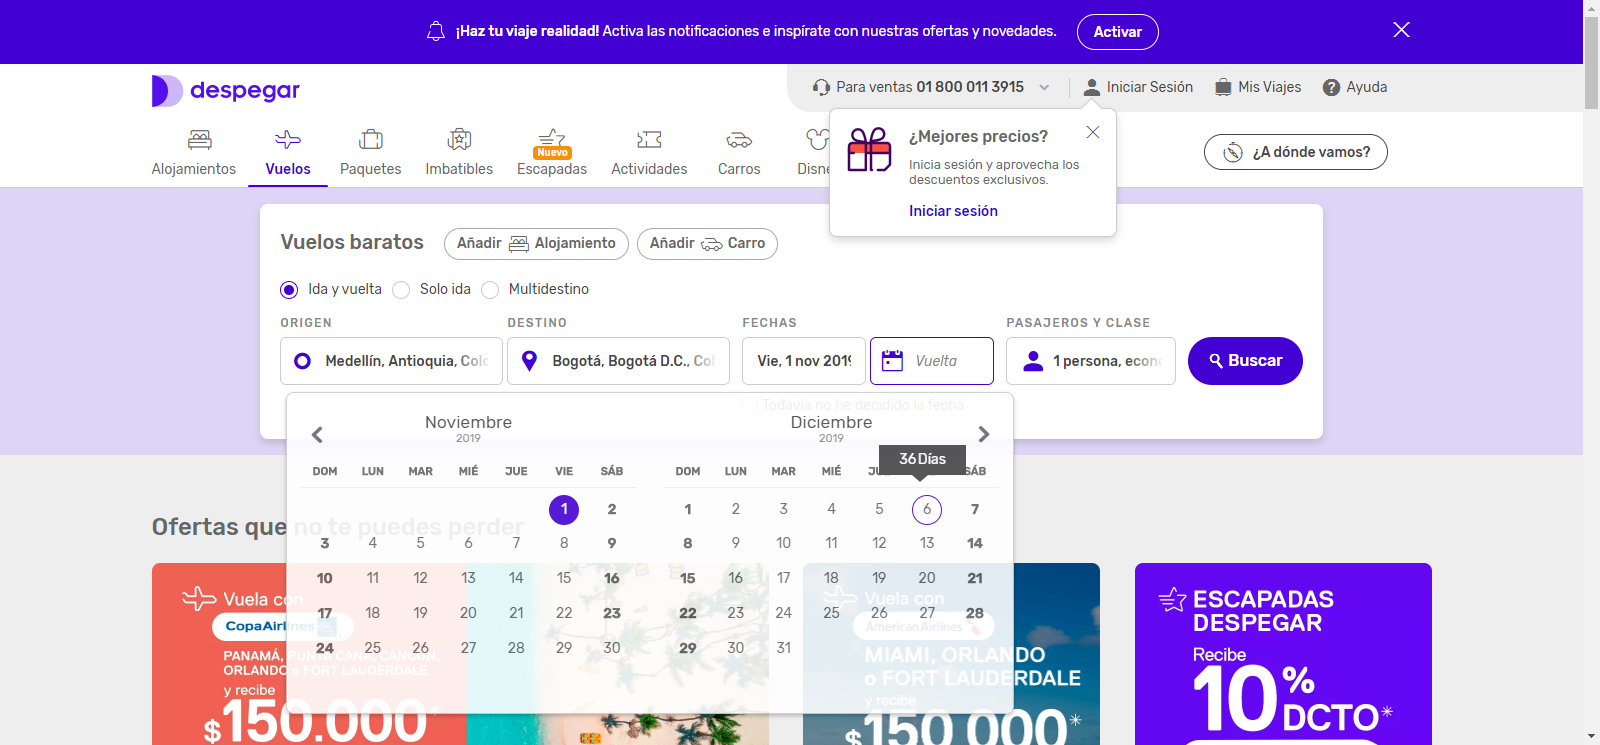 ¡Haz tu viaje realidad! Activa las notificaciones e inspírate con nuestras ofertas y novedades.
Activar
despegar
Para ventas 01 800 011 3915
Iniciar Sesión
Mis Viajes
Ayuda
Alojamientos
Vuelos
Paquetes
Imbatibles
Nuevo
Escapadas
Actividades
Carros
Disne
¿A dónde vamos?
¿Mejores precios?
Inicia sesión y aprovecha los
descuentos exclusivos.
Iniciar sesión
Vuelos baratos
Añadir Alojamiento
Añadir Carro
Ida y vuelta
Solo ida
Multidestino
ORIGEN
DESTINO
FECHAS
PASAJEROS Y CLASE
Medellín, Antioquia, Colo
Bogotá, Bogotá D.C., Col
Vie, 1 nov 2019
Vuelta
1 persona, econ
Buscar
Todavía no he decidido la fecha
Noviembre
2019
DOM LUN MAR MIÉ JUE VIE SÁB
1 2
3 4 5 6 7 8 9
10 11 12 13 14 15 16
17 18 19 20 21 22 23
24 25 26 27 28 29 30
Diciembre
2019
36 Días
DOM LUN MAR MIÉ JU SÁB
1 2 3 4 5 6 7
8 9 10 11 12 13 14
15 16 17 18 19 20 21
22 23 24 25 26 27 28
29 30 31
Ofertas que no te puedes perder
Vuela con
CopaAirlines
PANAMÁ, PUNTA CANA, CANCÚN,
ORLANDO o FORT LAUDERDALE
y recibe
$150.000*
Vuela con
American Airlines
MIAMI, ORLANDO
o FORT LAUDERDALE
y recibe
$150.000*
ESCAPADAS
DESPEGAR
Recibe
10%
DCTO*